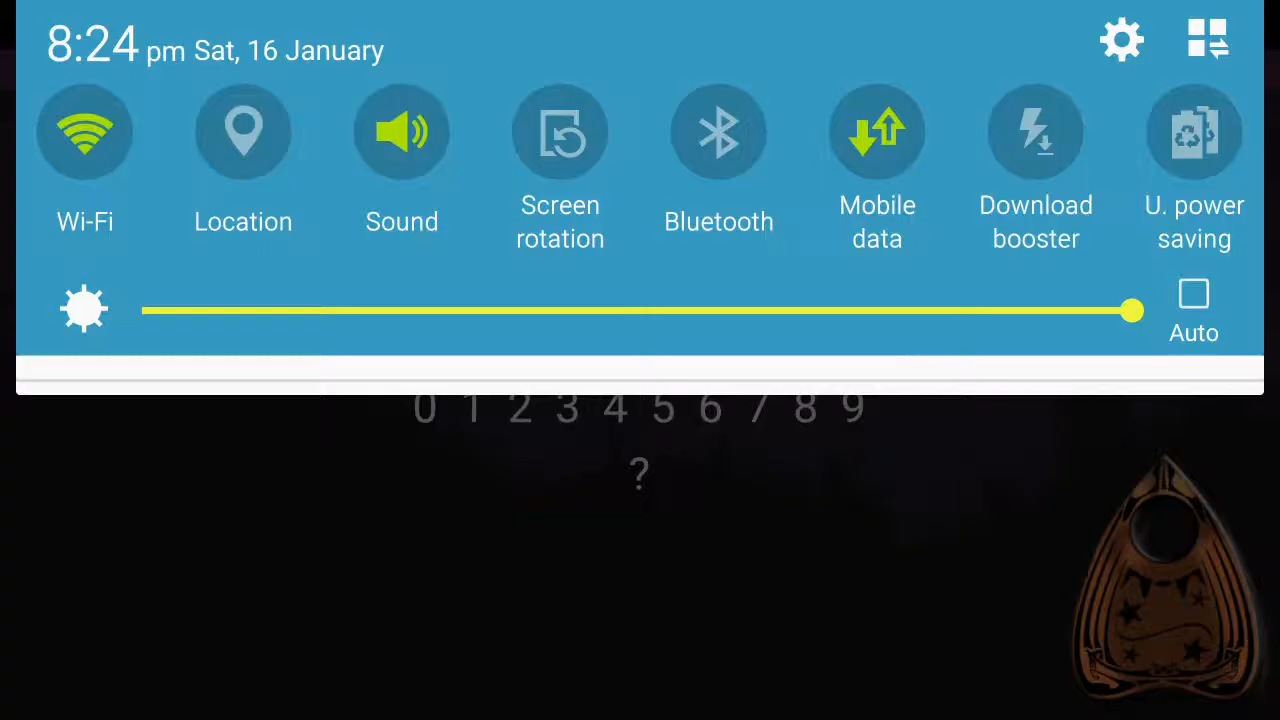 8:24 pm Sat, 16 January
Wi-Fi
Location
Sound
Screen
rotation
Bluetooth
Mobile
data
Download
booster
U. power
saving
Auto
0 1 2 3 4 5 6 7 8 9
?